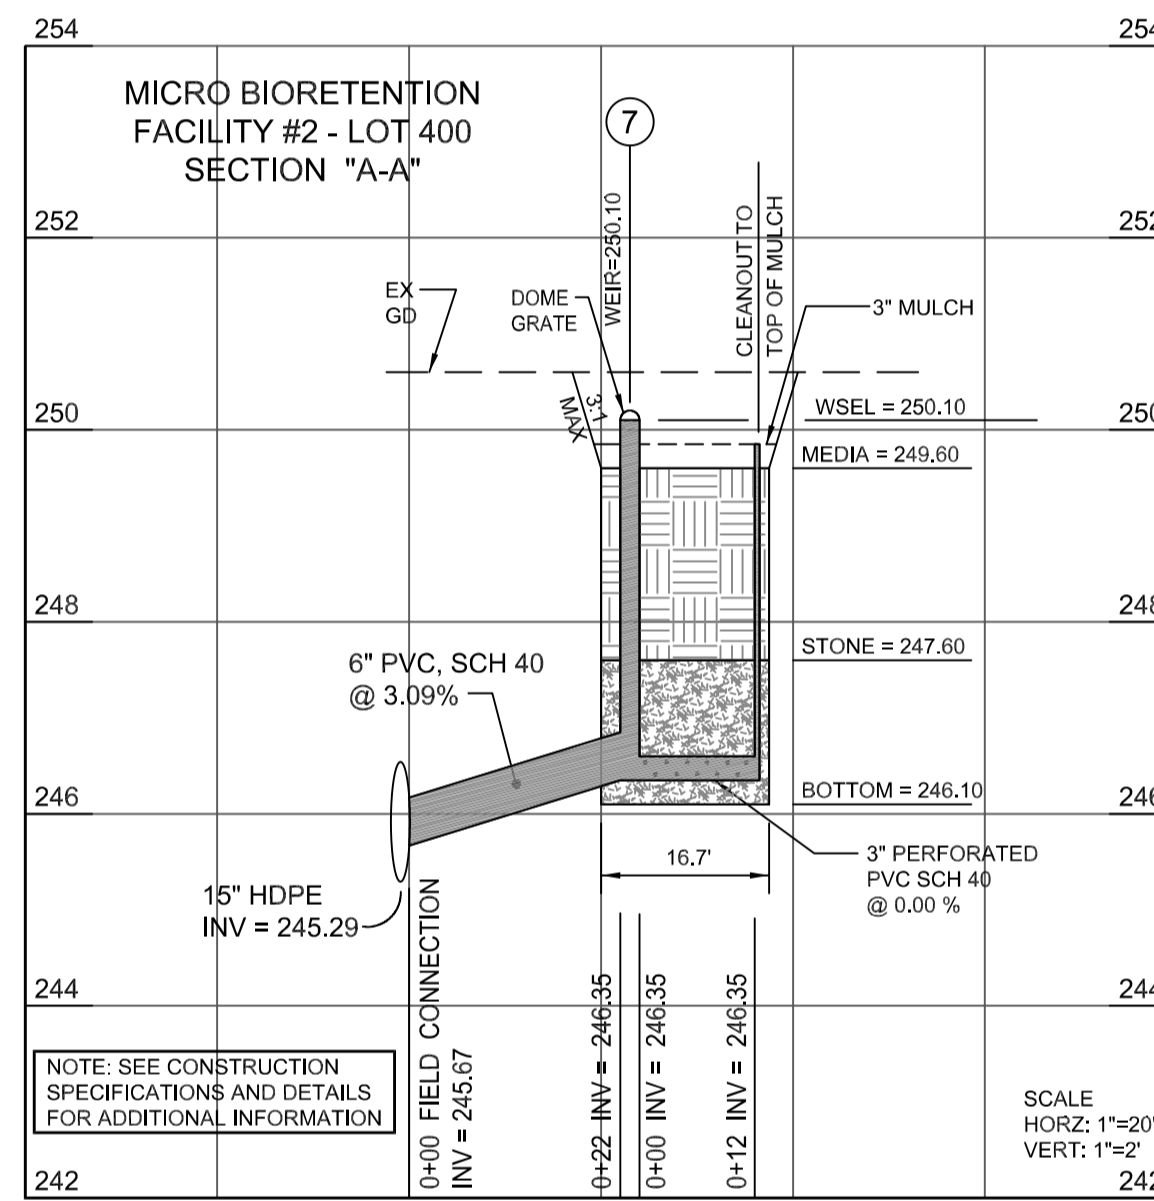 254
254
MICRO BIORETENTION
FACILITY #2 - LOT 400
SECTION "A-A"
7
252
252
WEIR=250.10
CLEANOUT TO
TOP OF MULCH
EX
GD
DOME
GRATE
3" MULCH
3:1
MAX
WSEL = 250.10
250
250
MEDIA = 249.60
248
248
STONE = 247.60
6" PVC, SCH 40
@ 3.09%
246
246
BOTTOM = 246.10
16.7'
3" PERFORATED
PVC SCH 40
@ 0.00 %
15" HDPE
INV = 245.29
0+00 FIELD CONNECTION
INV = 245.67
0+22 INV = 246.35
0+00 INV = 246.35
0+12 INV = 246.35
244
244
NOTE: SEE CONSTRUCTION
SPECIFICATIONS AND DETAILS
FOR ADDITIONAL INFORMATION
SCALE
HORZ: 1"=20'
VERT: 1"=2'
242
242